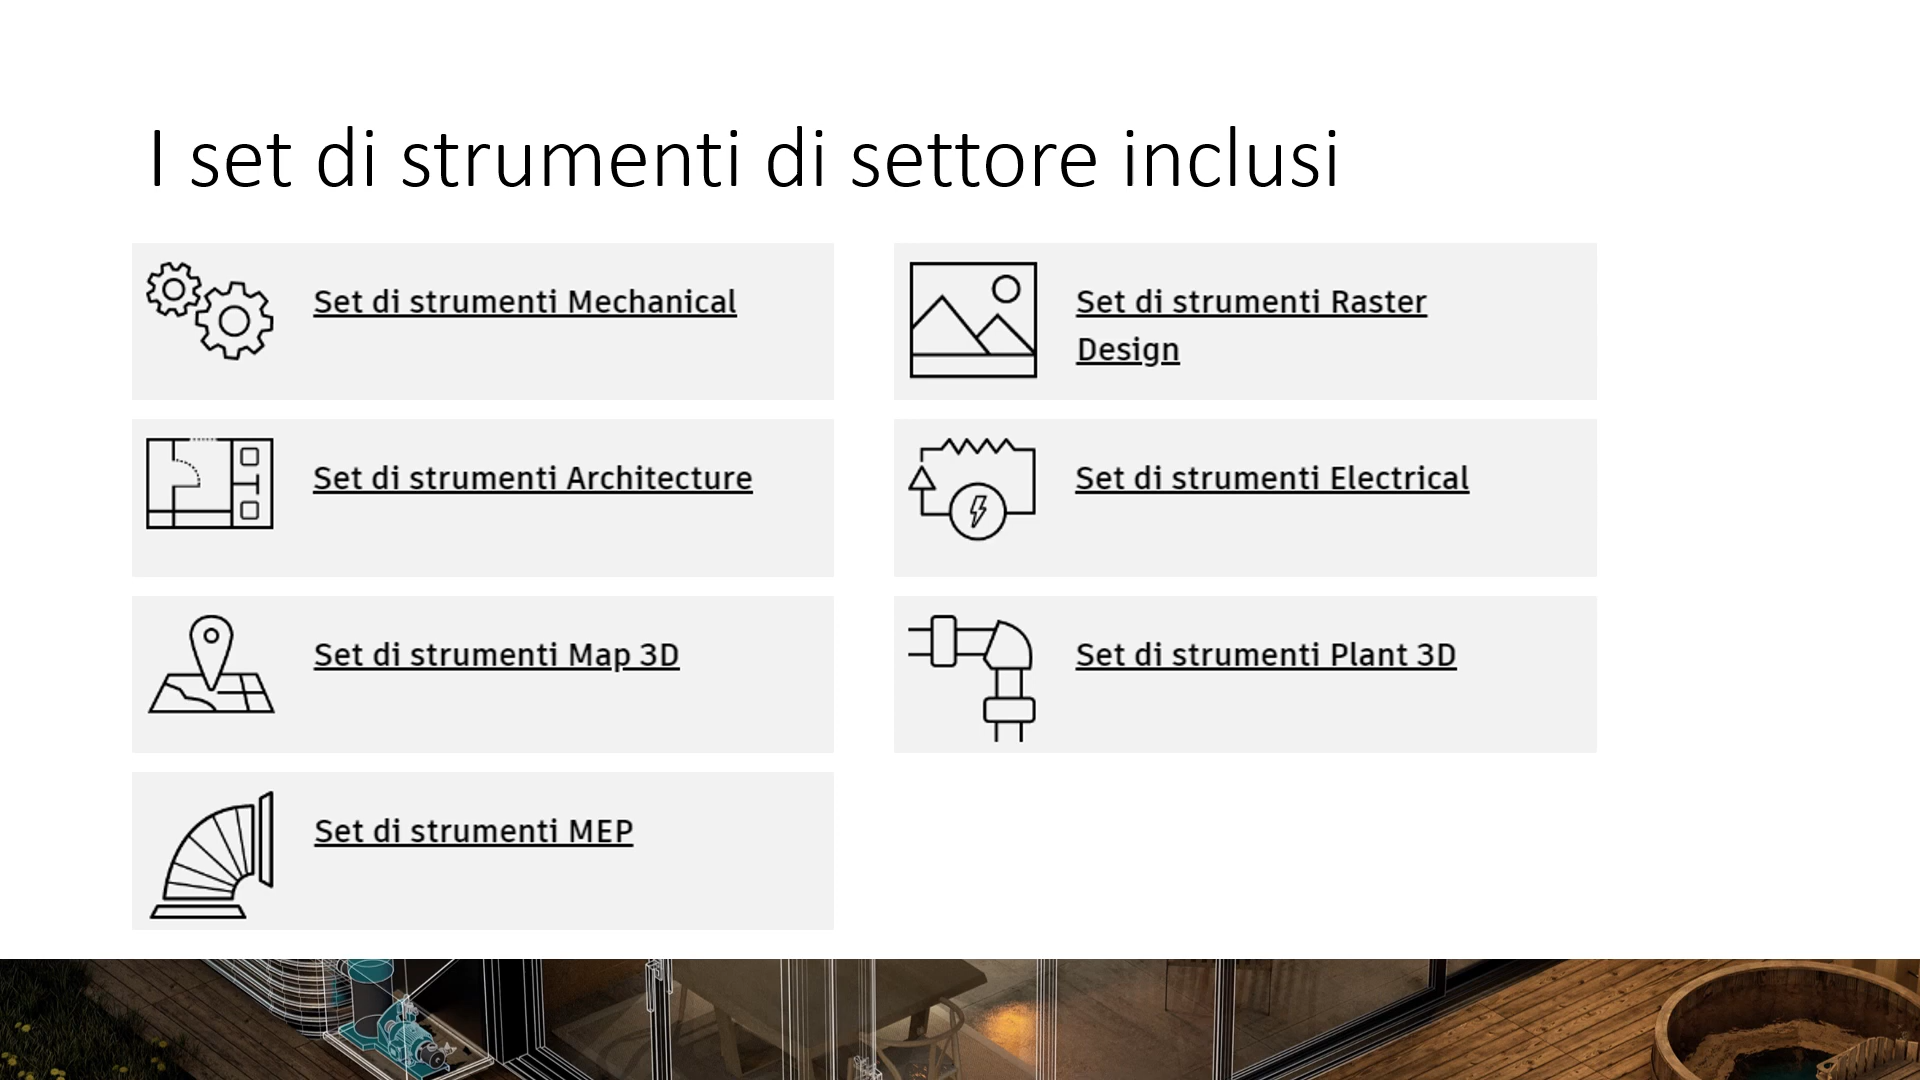 I set di strumenti di settore inclusi
Set di strumenti Mechanical
Set di strumenti Raster
Design
Set di strumenti Architecture
Set di strumenti Electrical
Set di strumenti Map 3D
Set di strumenti Plant 3D
Set di strumenti MEP